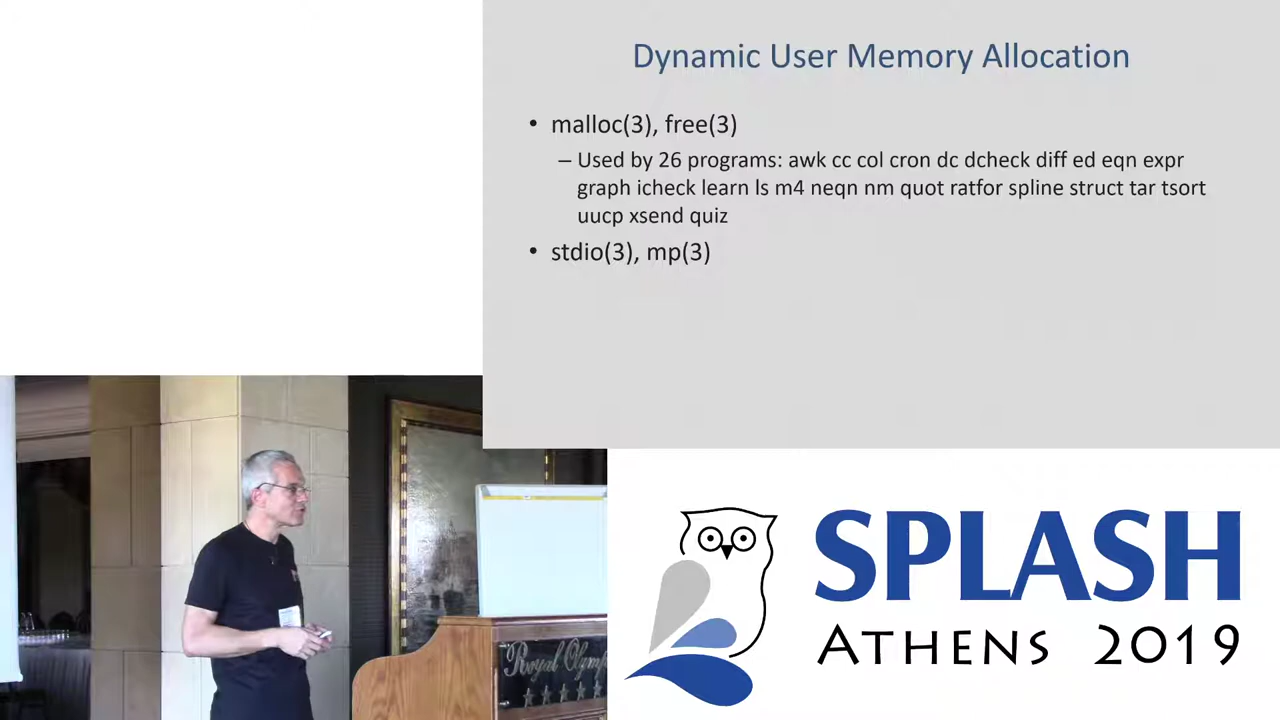 Dynamic User Memory Allocation
• malloc(3), free(3)
– Used by 26 programs: awk cc col cron dc dcheck diff ed eqn expr
graph icheck learn ls m4 neqn nm quot ratfor spline struct tar tsort
uucp xsend quiz
• stdio(3), mp(3)
SPLASH
ATHENS 2019
Royal Olymp